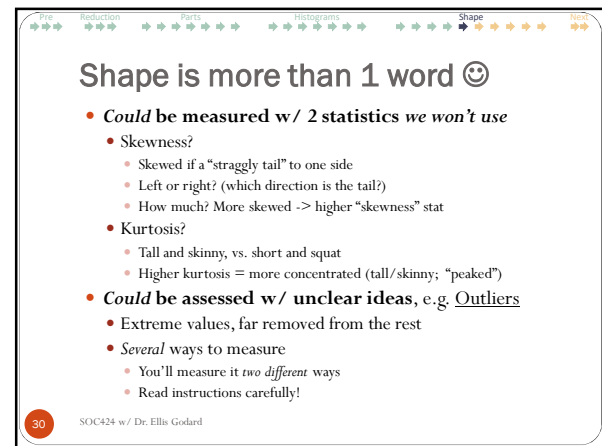 Pre Reduction Parts Histograms Shape Next
Shape is more than 1 word ☺
• Could be measured w/ 2 statistics we won't use
• Skewness?
• Skewed if a "straggly tail" to one side
• Left or right? (which direction is the tail?)
• How much? More skewed -> higher "skewness" stat
• Kurtosis?
• Tall and skinny, vs. short and squat
• Higher kurtosis = more concentrated (tall/skinny; "peaked")
• Could be assessed w/ unclear ideas, e.g. Outliers
• Extreme values, far removed from the rest
• Several ways to measure
• You'll measure it two different ways
• Read instructions carefully!
30 SOC424 w/ Dr. Ellis Godard